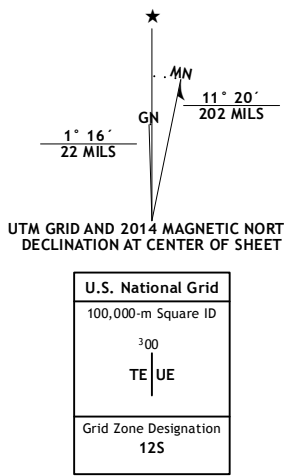 ★
MN
GN
11° 20´
202 MILS
1° 16´
22 MILS
UTM GRID AND 2014 MAGNETIC NORT
DECLINATION AT CENTER OF SHEET
U.S. National Grid
100,000-m Square ID
³00
TE UE
Grid Zone Designation
12S